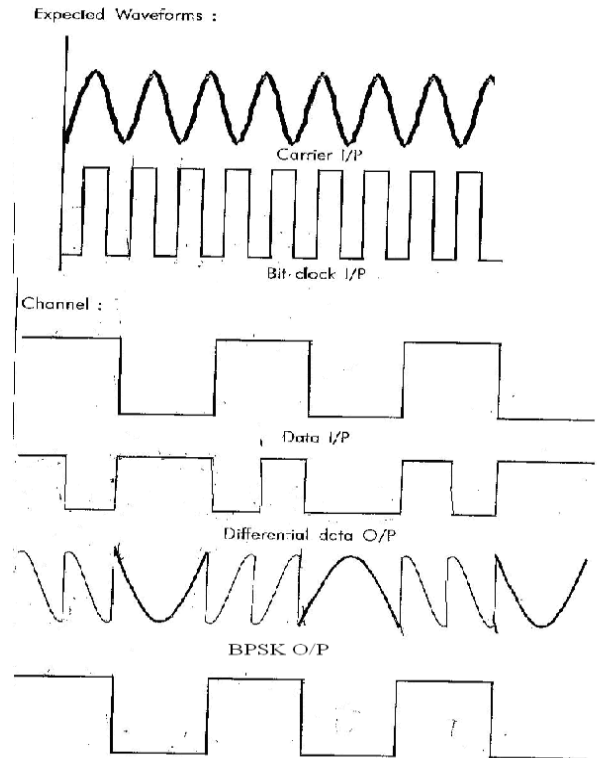 Expected Waveforms :
Carrier I/P
Bit clock I/P
Channel :
Data I/P
Differential data O/P
BPSK O/P